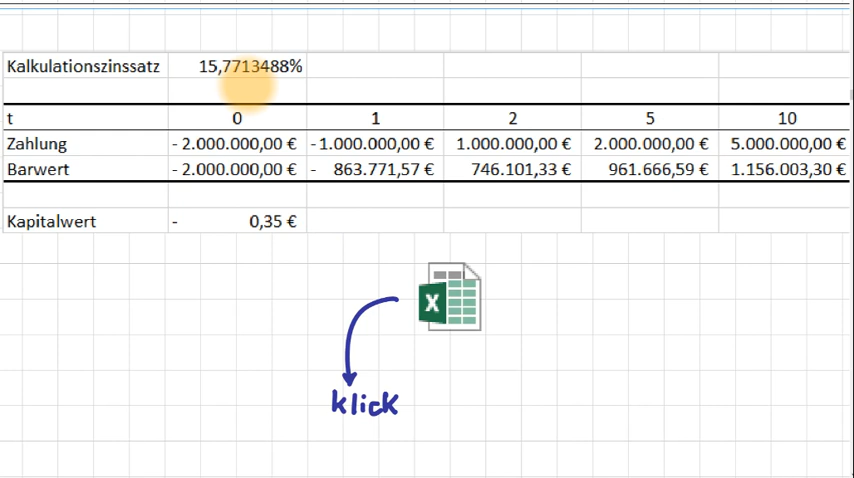 Kalkulationszinssatz 15,7713488%
t 0 1 2 5 10
Zahlung - 2.000.000,00 € - 1.000.000,00 € 1.000.000,00 € 2.000.000,00 € 5.000.000,00 €
Barwert - 2.000.000,00 € - 863.771,57 € 746.101,33 € 961.666,59 € 1.156.003,30 €
Kapitalwert - 0,35 €
X
klick